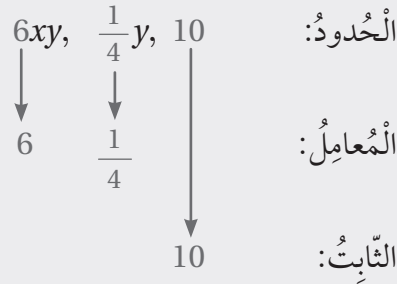 الْحُدودُ: 6xy, 1/4 y, 10
الْمُعامِلُ: 6 1/4
الثّابِتُ: 10